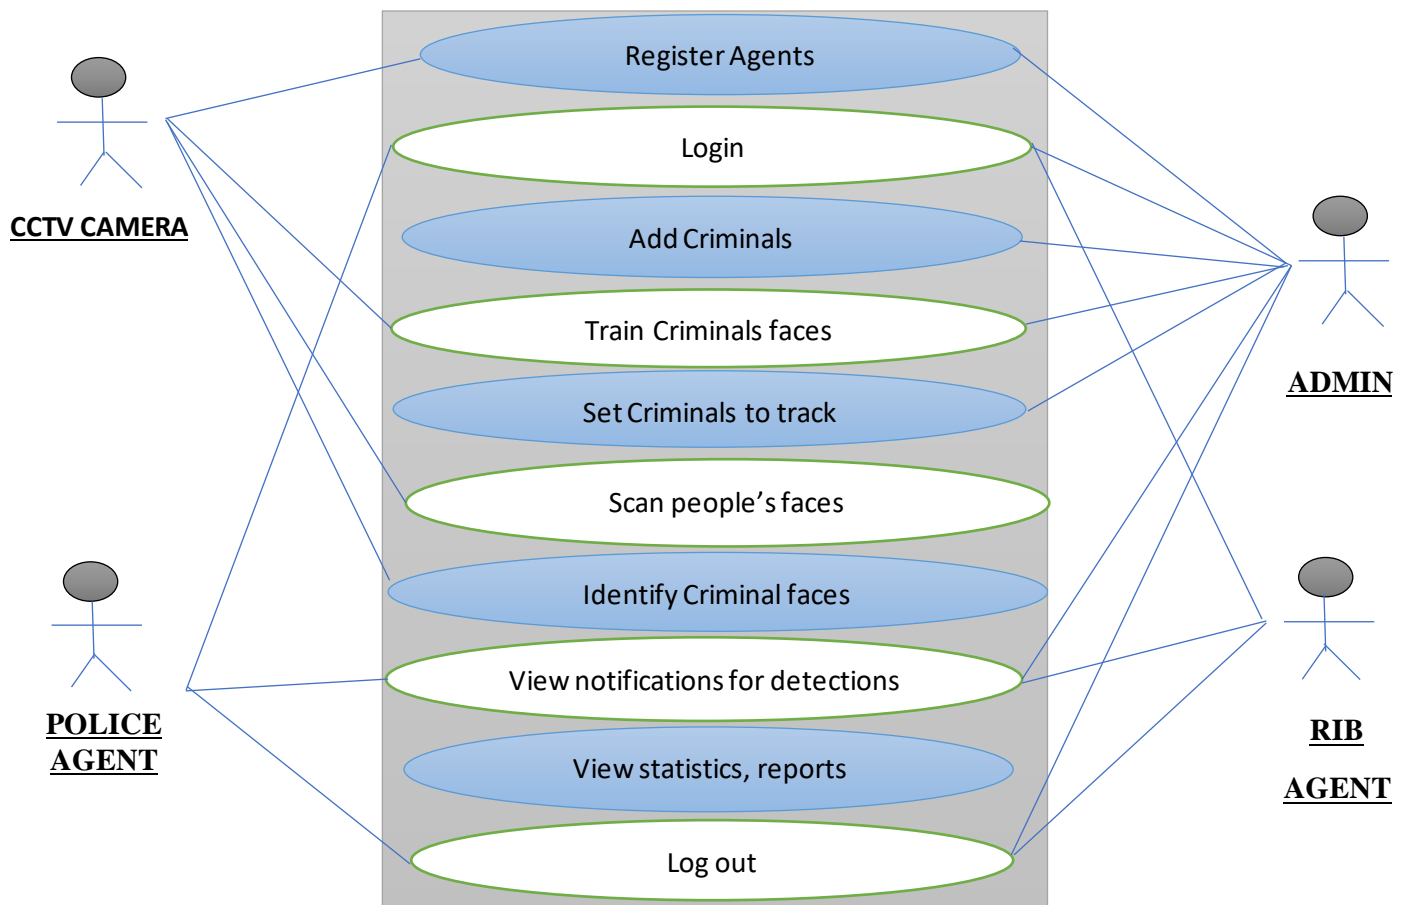 Register Agents
Login
CCTV CAMERA
Add Criminals
Train Criminals faces
ADMIN
Set Criminals to track
Scan people’s faces
Identify Criminal faces
View notifications for detections
POLICE
AGENT
RIB
AGENT
View statistics, reports
Log out